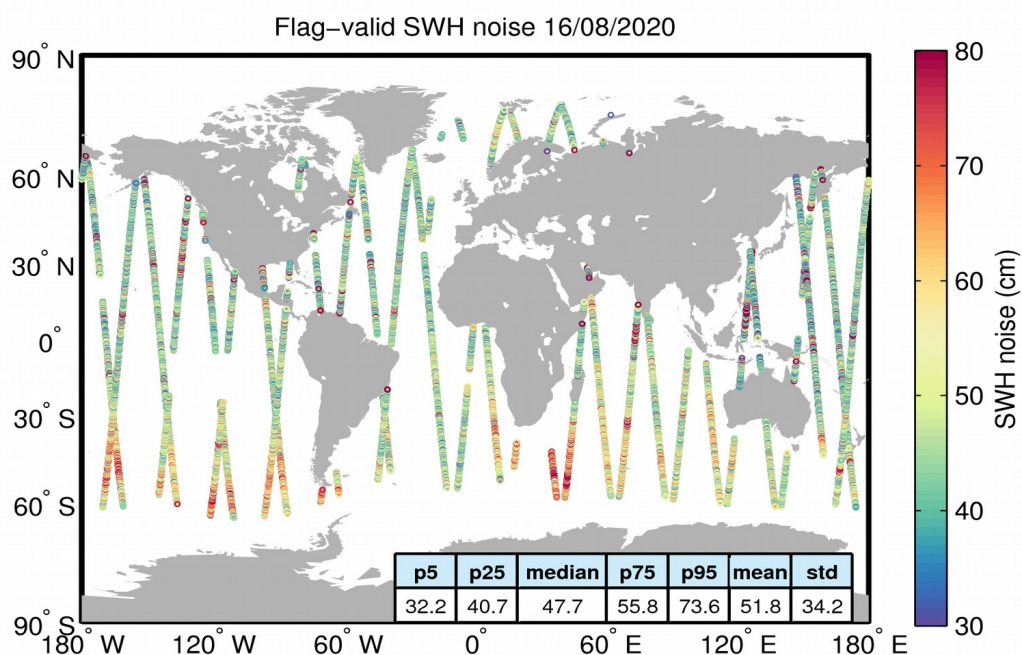 Flag−valid SWH noise 16/08/2020
90° N
60° N
30° N
0°
30° S
60° S
90° S
180° W
120° W
60° W
0°
60° E
120° E
180° E
p5 p25 median p75 p95 mean std
32.2 40.7 47.7 55.8 73.6 51.8 34.2
80
70
60
50
40
30
SWH noise (cm)